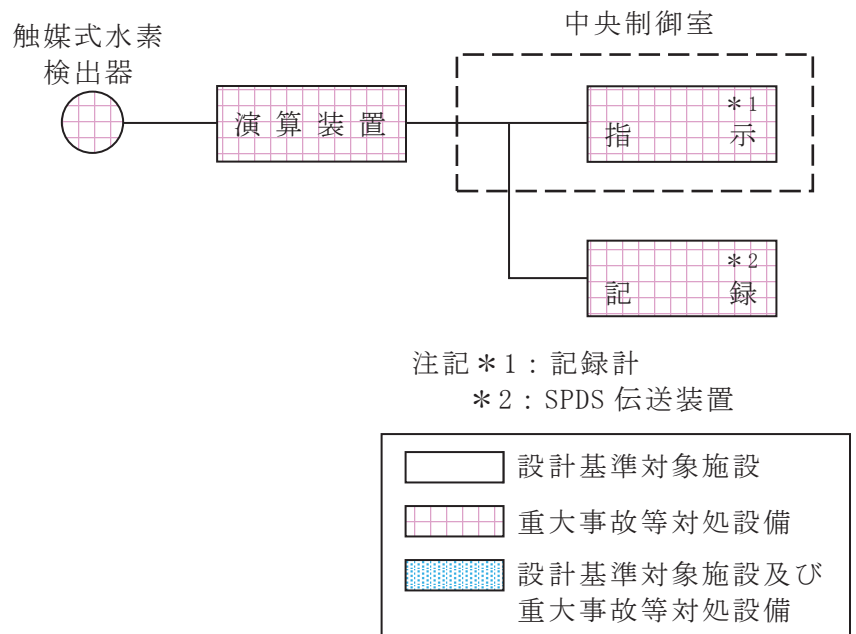 中央制御室
触媒式水素
検出器
演算装置
指示 *1
記録 *2
注記*1:記録計
*2:SPDS 伝送装置
設計基準対象施設
重大事故等対処設備
設計基準対象施設及び
重大事故等対処設備